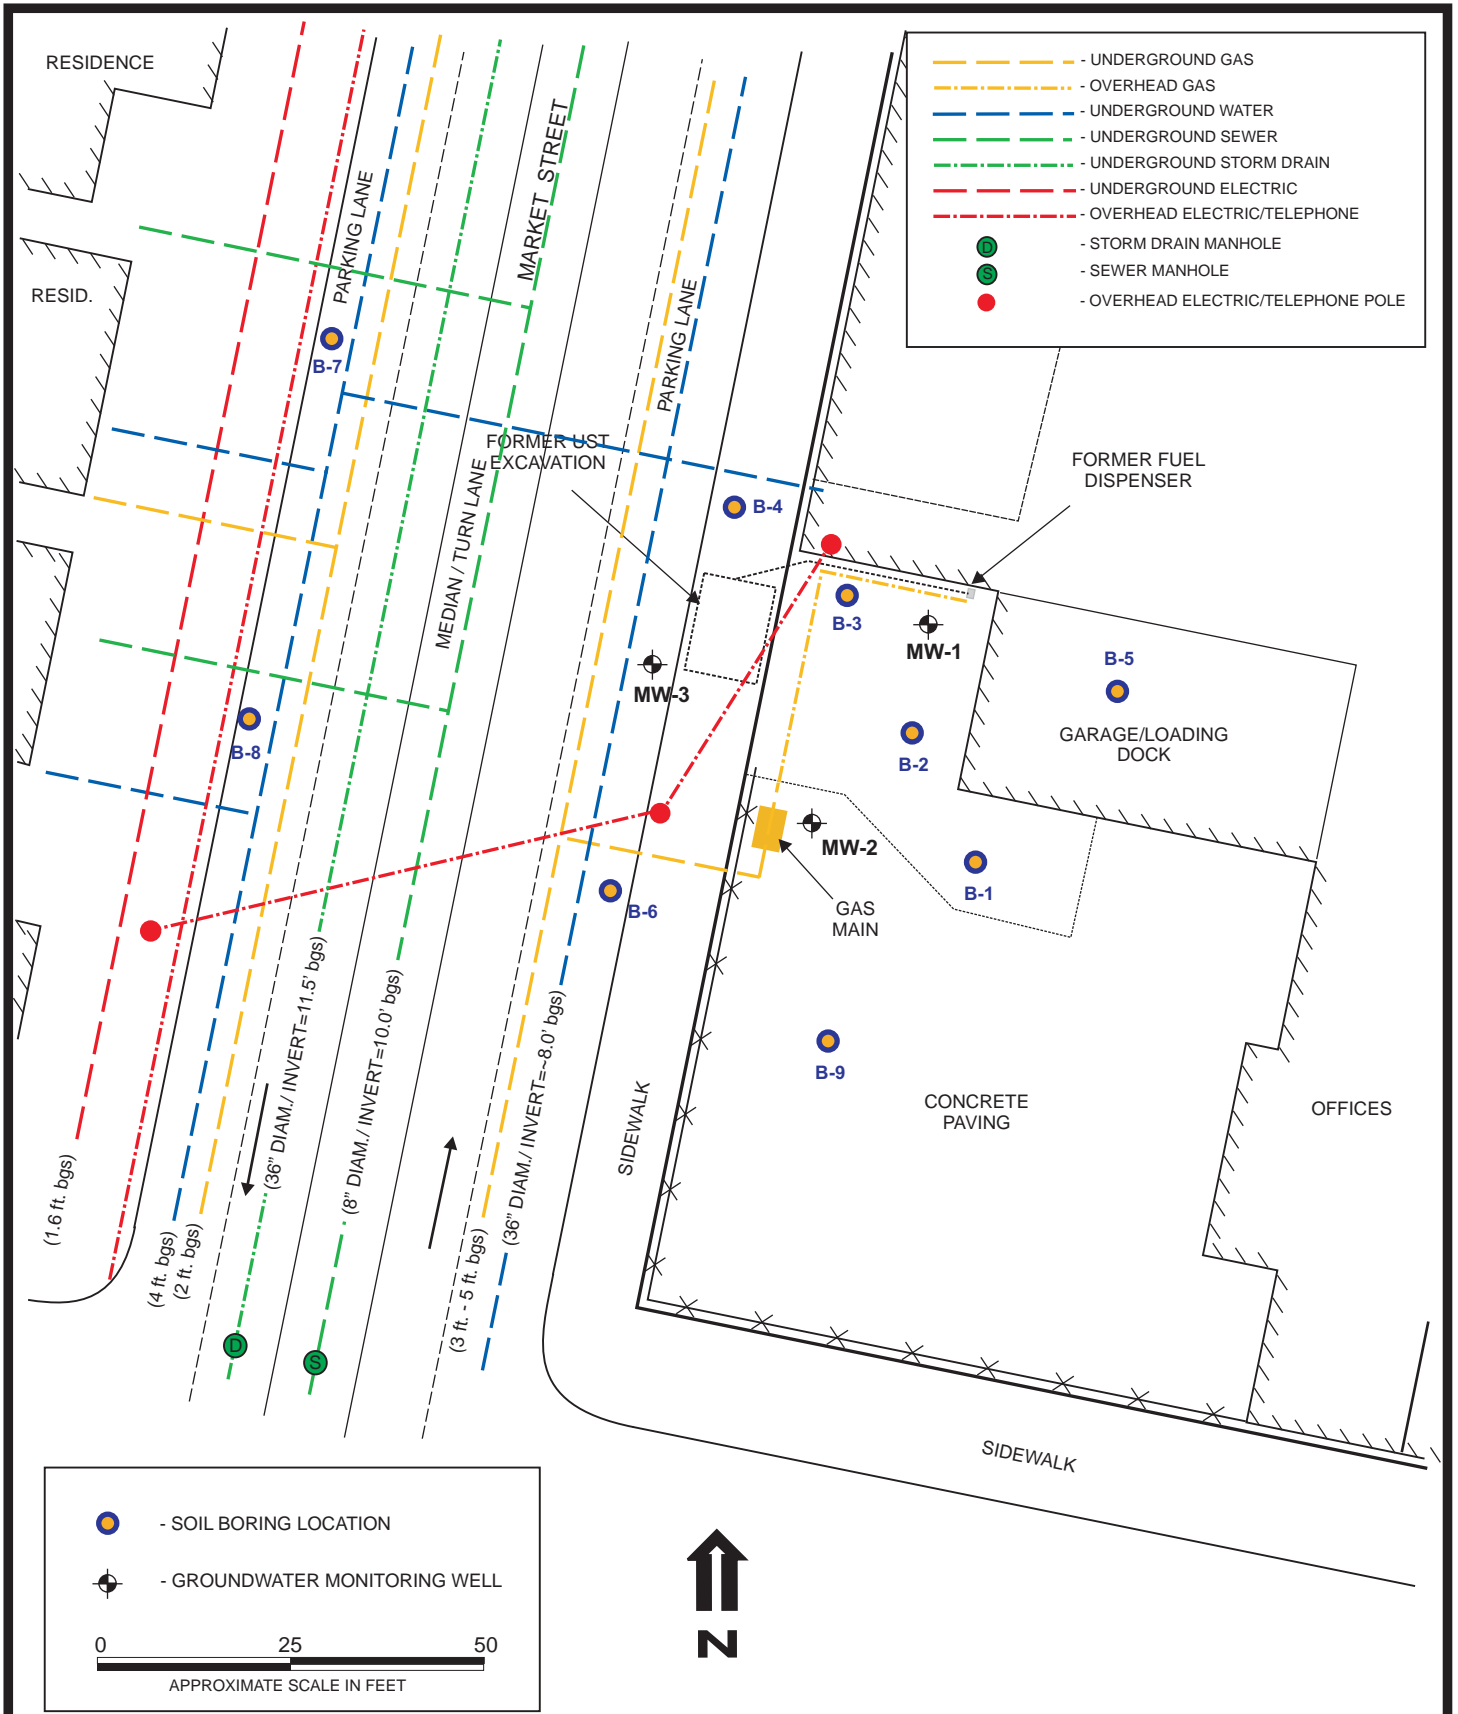 RESIDENCE
- UNDERGROUND GAS
- OVERHEAD GAS
- UNDERGROUND WATER
- UNDERGROUND SEWER
- UNDERGROUND STORM DRAIN
- UNDERGROUND ELECTRIC
- OVERHEAD ELECTRIC/TELEPHONE
D
- STORM DRAIN MANHOLE
S
- SEWER MANHOLE
- OVERHEAD ELECTRIC/TELEPHONE POLE
MARKET STREET
PARKING LANE
RESID.
PARKING LANE
B-7
FORMER UST
EXCAVATION
FORMER FUEL
DISPENSER
B-4
MEDIAN / TURN LANE
B-3
MW-1
B-5
MW-3
B-8
B-2
GARAGE/LOADING
DOCK
MW-2
B-1
B-6
GAS
MAIN
(36” DIAM./ INVERT=11.5’ bgs)
(8” DIAM./ INVERT=10.0’ bgs)
(36” DIAM./ INVERT=~8.0’ bgs)
B-9
SIDEWALK
CONCRETE
PAVING
OFFICES
(1.6 ft. bgs)
(4 ft. bgs)
(2 ft. bgs)
(3 ft. - 5 ft. bgs)
D
S
SIDEWALK
- SOIL BORING LOCATION
- GROUNDWATER MONITORING WELL
0 25 50
APPROXIMATE SCALE IN FEET
N